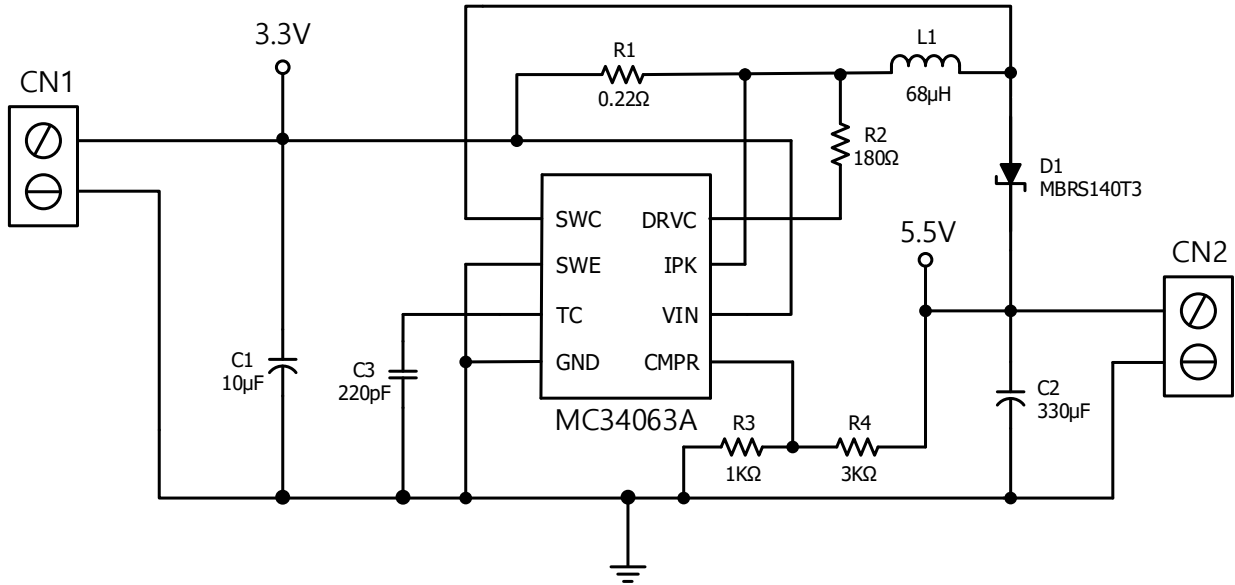 3.3V
L1
68µH
R1
0.22Ω
CN1
R2
180Ω
D1
MBRS140T3
SWC
DRVC
5.5V
CN2
SWE
IPK
TC
VIN
GND
CMPR
C1
10µF
C3
220pF
MC34063A
C2
330µF
R3
1KΩ
R4
3KΩ